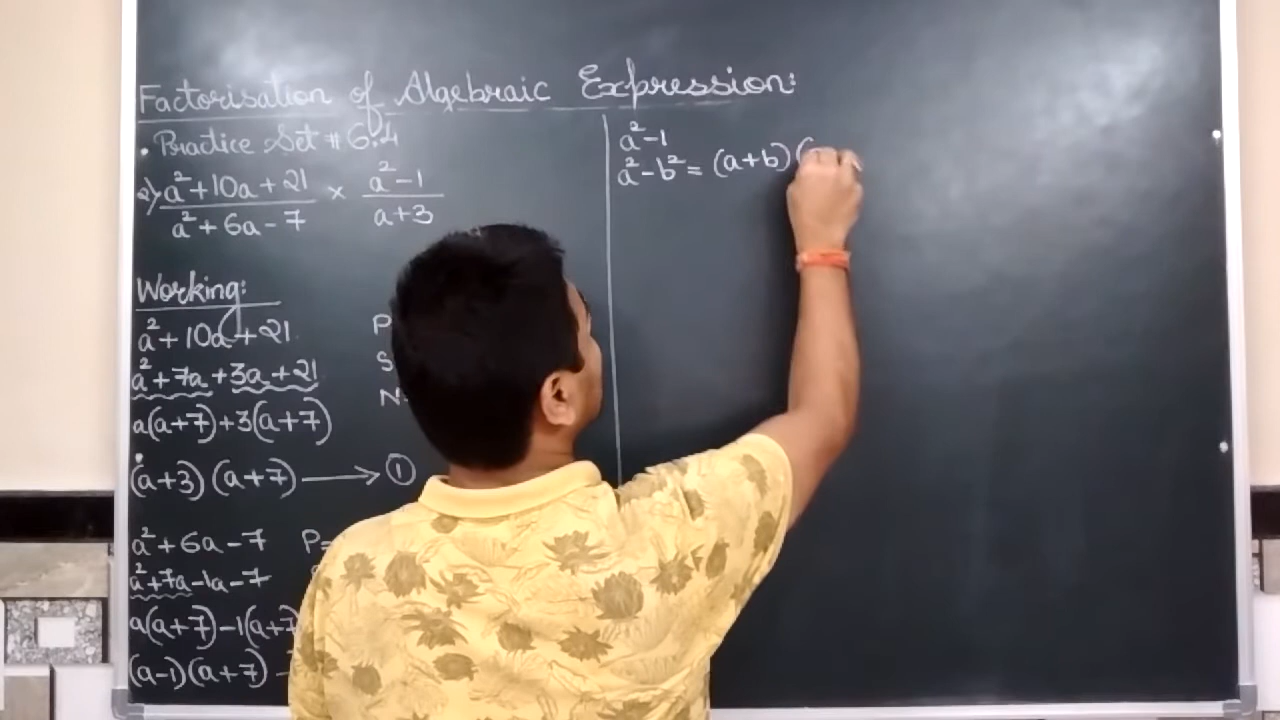 Factorisation of Algebraic Expression:
• Practice Set # 6.4
2) a²+10a+21 / a²+6a-7 × a²-1 / a+3
Working:
a²+10a+21
a²+7a+3a+21
a(a+7)+3(a+7)
(a+3)(a+7) ⟶ ①
a²+6a-7 P=
a²+7a-1a-7
a(a+7)-1(a+7)
(a-1)(a+7)
P
S
N
a²-1
a²-b²=(a+b)(